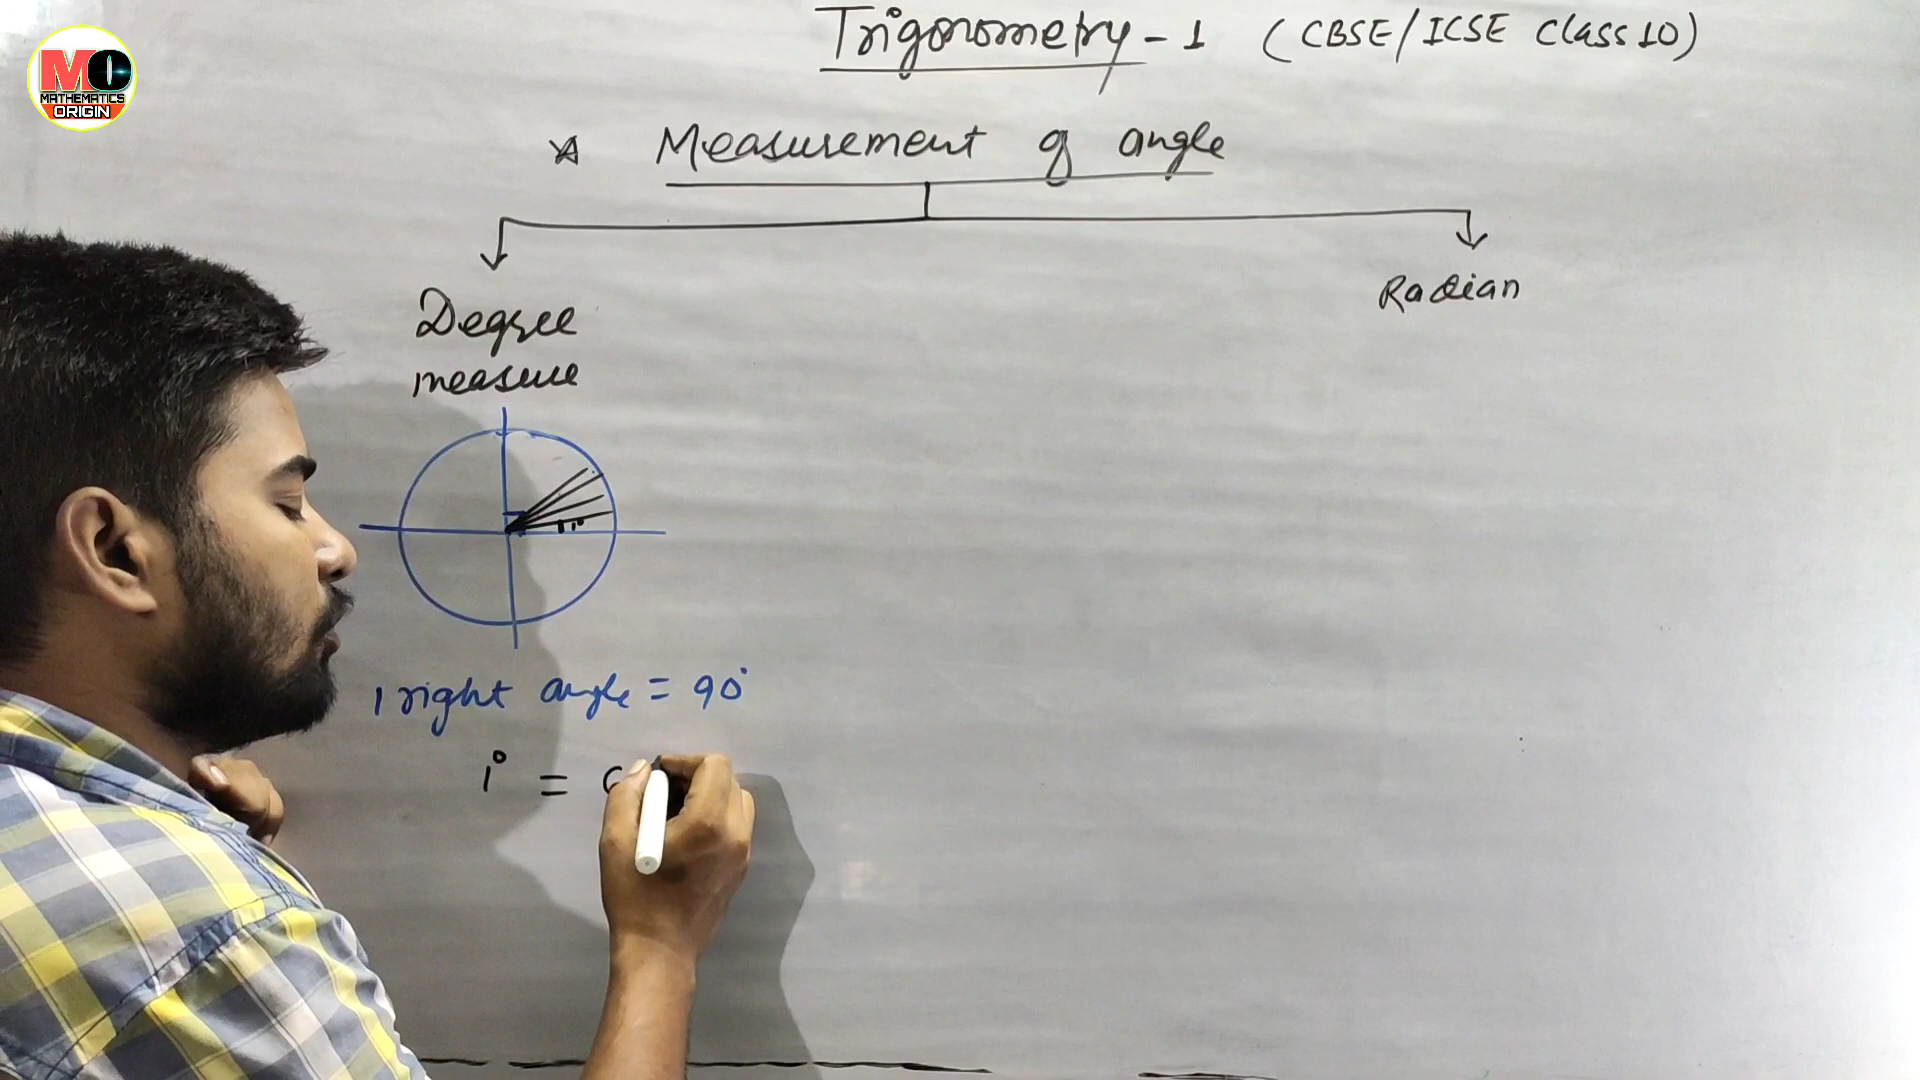 MO
MATHEMATICS
ORIGIN
Trigonometry - 1 (CBSE/ICSE Class 10)
Measurement of angle
Degree
measure
Radian
1°
1 right angle = 90°
1° =